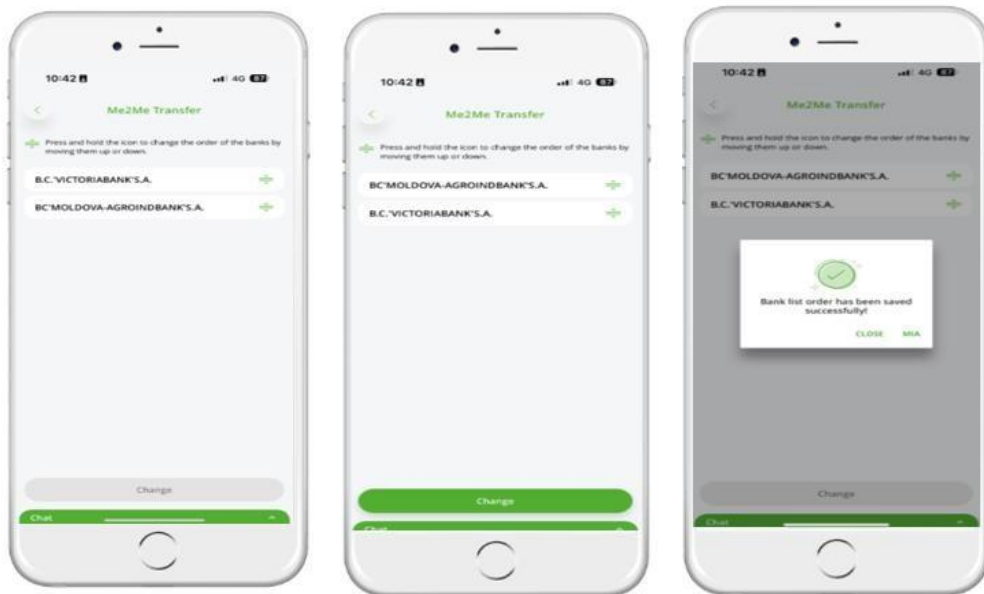 10:42
4G 87
Me2Me Transfer
Press and hold the icon to change the order of the banks by
moving them up or down.
B.C.'VICTORIABANK'S.A.
BC'MOLDOVA-AGROINDBANK'S.A.
Change
Chat
10:42
4G 87
Me2Me Transfer
Press and hold the icon to change the order of the banks by
moving them up or down.
BC'MOLDOVA-AGROINDBANK'S.A.
B.C.'VICTORIABANK'S.A.
Change
Chat
10:42
4G 87
Me2Me Transfer
Press and hold the icon to change the order of the banks by
moving them up or down.
BC'MOLDOVA-AGROINDBANK'S.A.
B.C.'VICTORIABANK'S.A.
Bank list order has been saved
successfully!
CLOSE MIA
Change
Chat